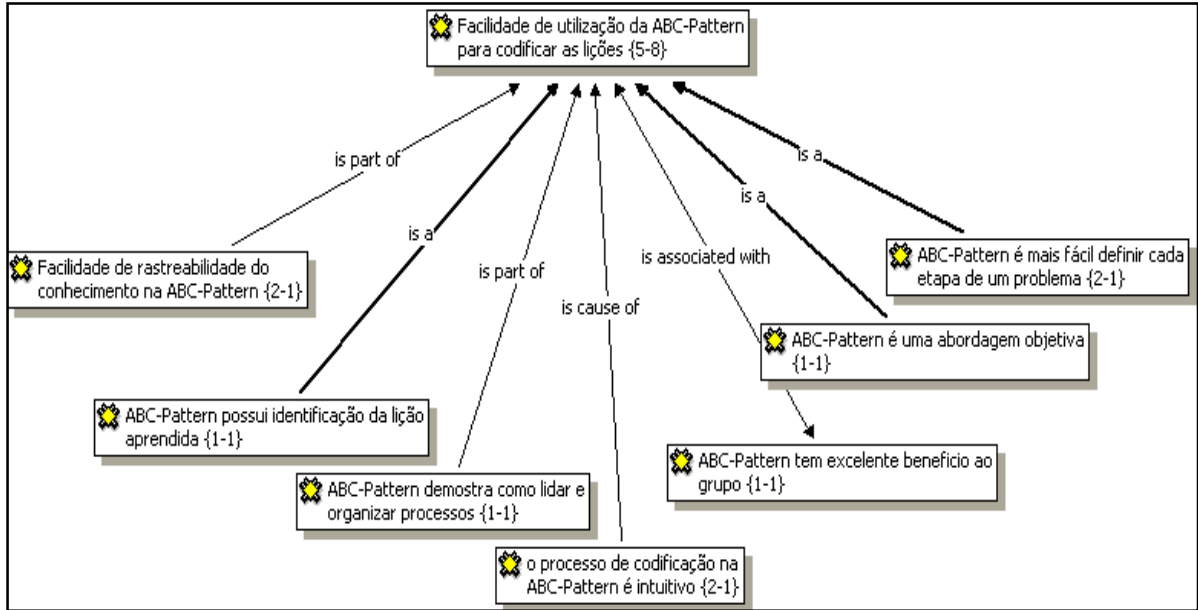 Facilidade de utilização da ABC-Pattern
para codificar as lições {5-8}
is part of
is a
is a
is a
is part of
is associated with
is cause of
Facilidade de rastreabilidade do
conhecimento na ABC-Pattern {2-1}
ABC-Pattern é mais fácil definir cada
etapa de um problema {2-1}
ABC-Pattern é uma abordagem objetiva
{1-1}
ABC-Pattern possui identificação da lição
aprendida {1-1}
ABC-Pattern tem excelente beneficio ao
grupo {1-1}
ABC-Pattern demostra como lidar e
organizar processos {1-1}
o processo de codificação na
ABC-Pattern é intuitivo {2-1}